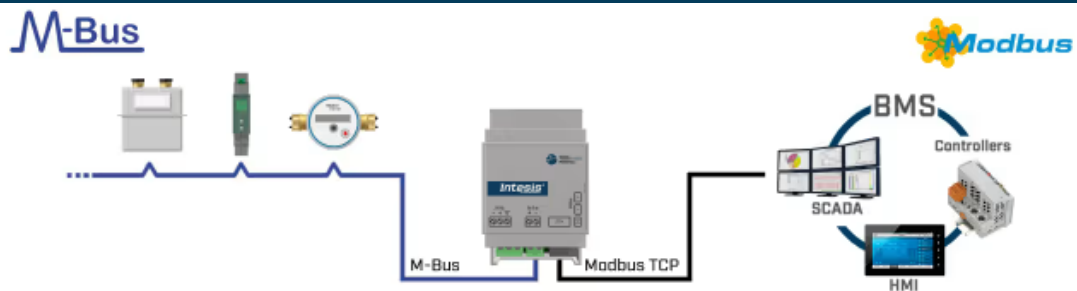 M-Bus
Modbus
BMS
Controllers
Intesis
SCADA
M-Bus
Modbus TCP
HMI